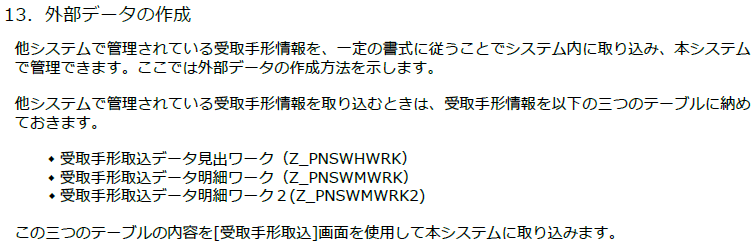 13．外部データの作成
他システムで管理されている受取手形情報を、一定の書式に従うことでシステム内に取り込み、本システム
で管理できます。ここでは外部データの作成方法を示します。
他システムで管理されている受取手形情報を取り込むときは、受取手形情報を以下の三つのテーブルに納め
ておきます。
◆受取手形取込データ見出ワーク（Z_PNSWHWRK）
◆受取手形取込データ明細ワーク（Z_PNSWMWRK）
◆受取手形取込データ明細ワーク２(Z_PNSWMWRK2)
この三つのテーブルの内容を[受取手形取込]画面を使用して本システムに取り込みます。